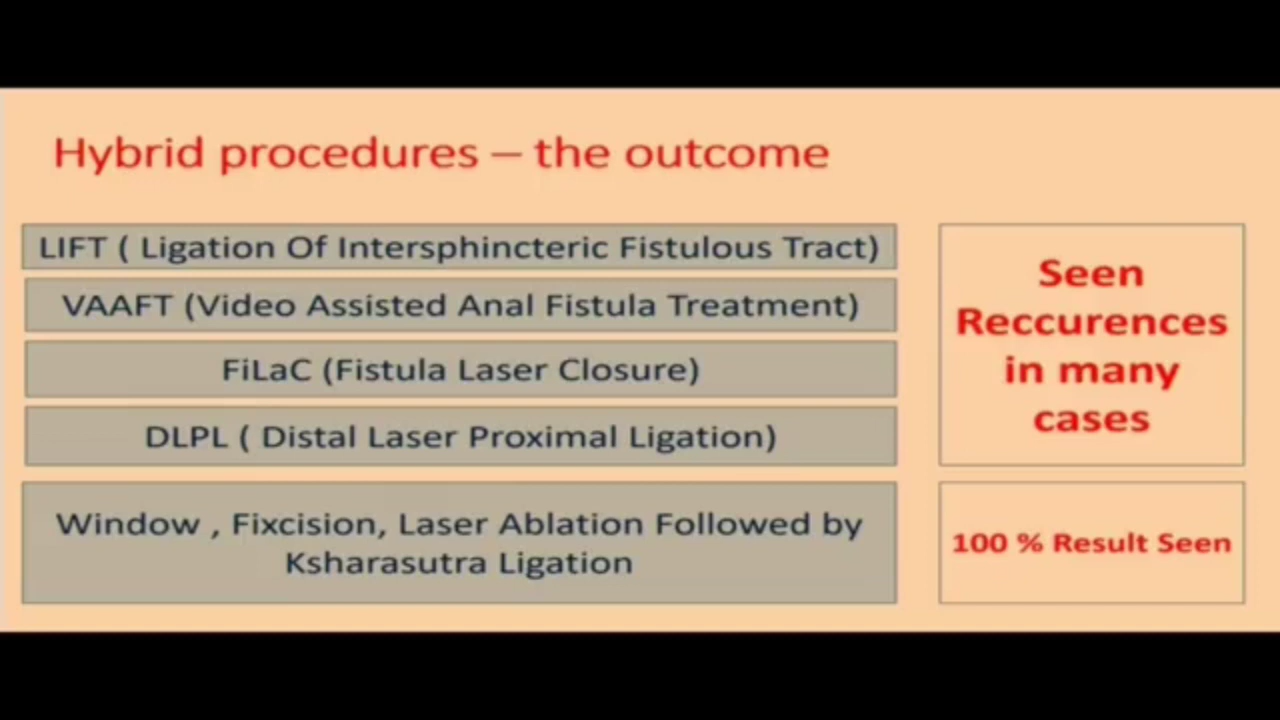 Hybrid procedures – the outcome
LIFT ( Ligation Of Intersphincteric Fistulous Tract)
VAAFT (Video Assisted Anal Fistula Treatment)
FiLaC (Fistula Laser Closure)
DLPL ( Distal Laser Proximal Ligation)
Seen
Reccurences
in many
cases
Window , Fixcision, Laser Ablation Followed by
Ksharasutra Ligation
100 % Result Seen